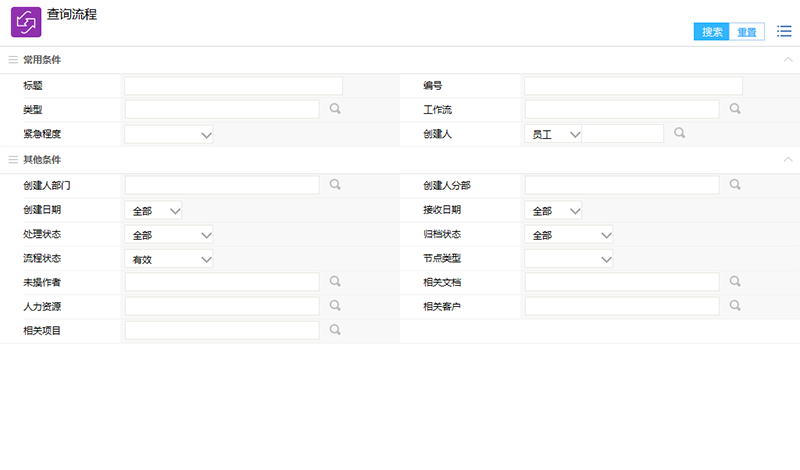 查询流程
搜索 重置
常用条件
标题 编号
类型 工作流
紧急程度 创建人 员工
其他条件
创建人部门 创建人分部
创建日期 全部 接收日期 全部
处理状态 全部 归档状态 全部
流程状态 有效 节点类型
未操作者 相关文档
人力资源 相关客户
相关项目